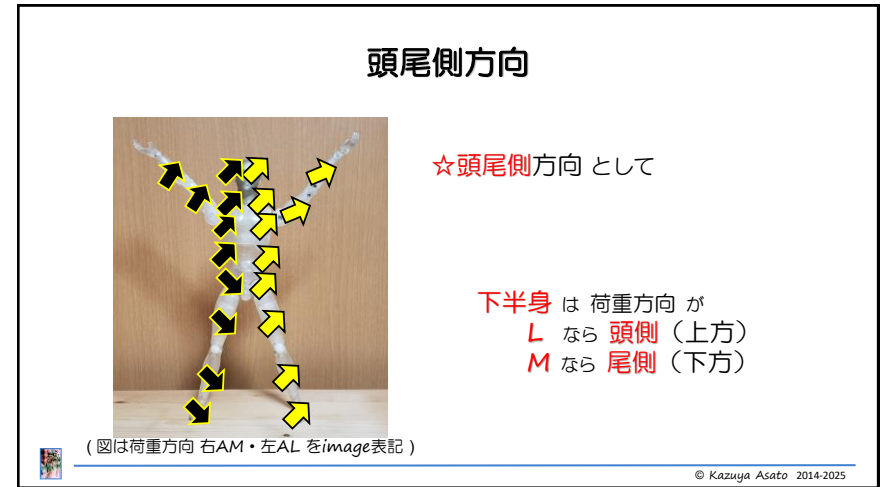 頭尾側方向
☆頭尾側方向 として
下半身 は 荷重方向 が
L なら 頭側（上方）
M なら 尾側（下方）
( 図は荷重方向 右AM・左AL をimage表記 )
© Kazuya Asato 2014-2025